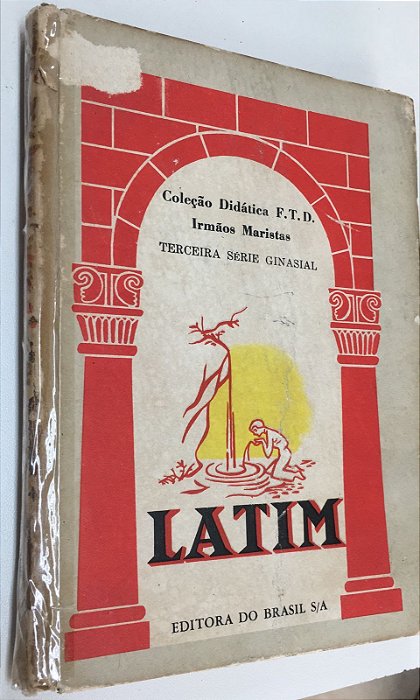 Coleção Didática F.T.D.
Irmãos Maristas
TERCEIRA SÉRIE GINASIAL
LATIM
EDITORA DO BRASIL S/A